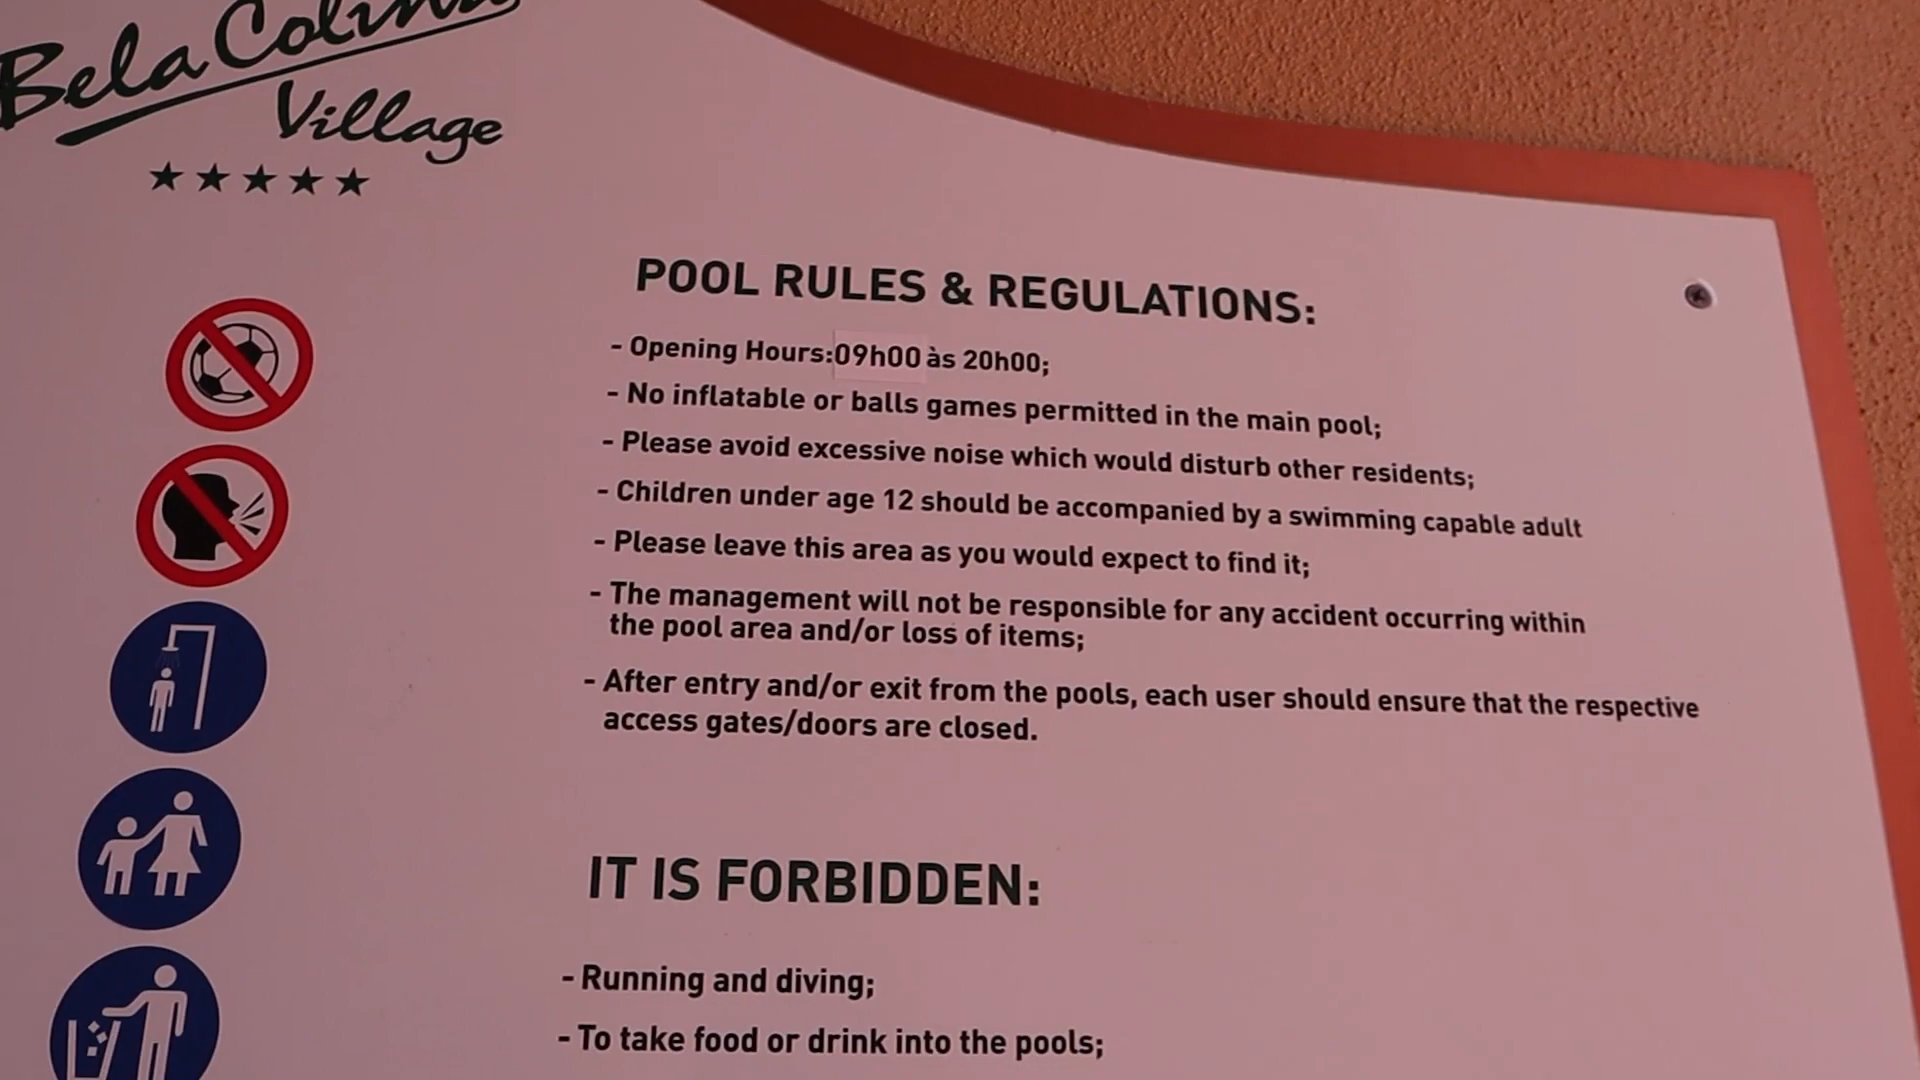 Bela Colina
Village
POOL RULES & REGULATIONS:
- Opening Hours:09h00 às 20h00;
- No inflatable or balls games permitted in the main pool;
- Please avoid excessive noise which would disturb other residents;
- Children under age 12 should be accompanied by a swimming capable adult
- Please leave this area as you would expect to find it;
- The management will not be responsible for any accident occurring within
the pool area and/or loss of items;
- After entry and/or exit from the pools, each user should ensure that the respective
access gates/doors are closed.
IT IS FORBIDDEN:
- Running and diving;
- To take food or drink into the pools;